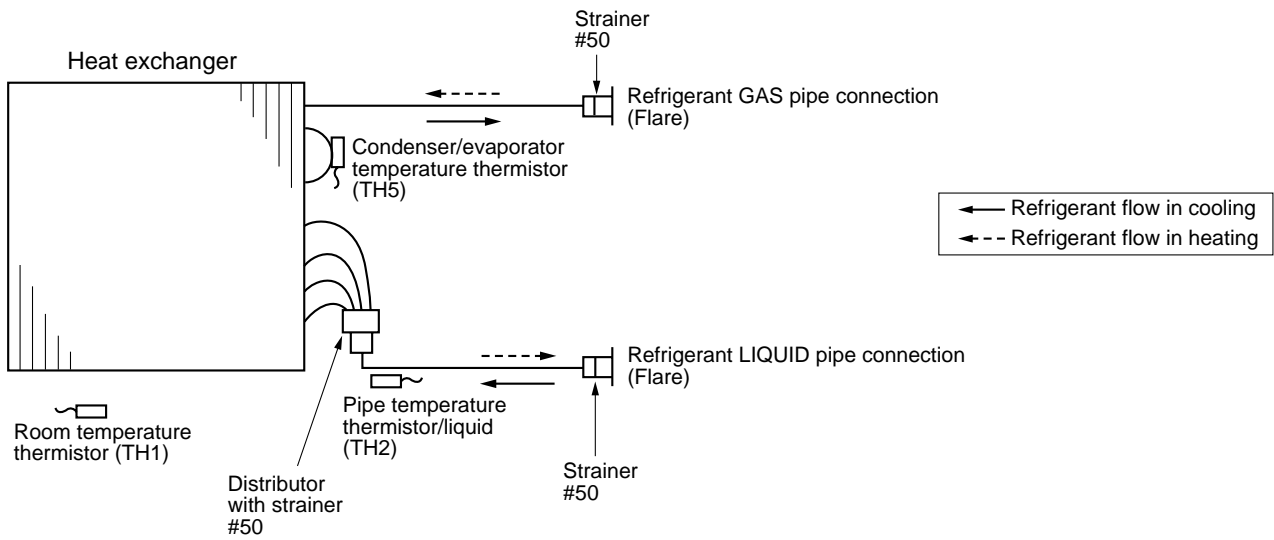 Strainer
#50
Heat exchanger
Refrigerant GAS pipe connection
(Flare)
Condenser/evaporator
temperature thermistor
(TH5)
Refrigerant flow in cooling
Refrigerant flow in heating
Refrigerant LIQUID pipe connection
(Flare)
Pipe temperature
thermistor/liquid
(TH2)
Room temperature
thermistor (TH1)
Strainer
#50
Distributor
with strainer
#50